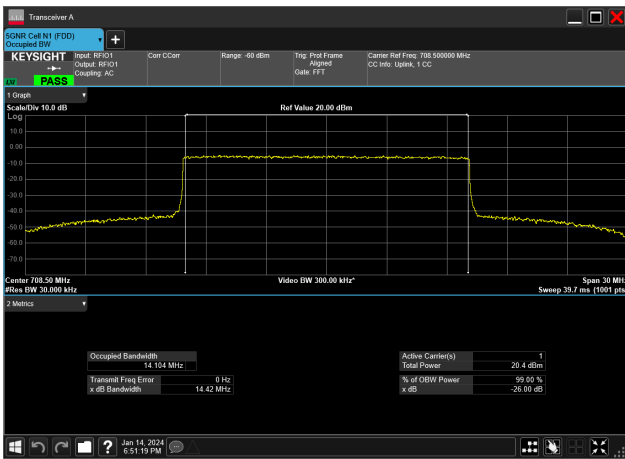 Transceiver A
5GNR Cell N1 (FDD)
Occupied BW
KEYSIGHT
PASS
Input: RFIO1
Output: RFIO1
Coupling: AC
Corr CCorr
Range: -60 dBm
Trig: Prot Frame
Aligned
Gate: FFT
Carrier Ref Freq: 708.500000 MHz
CC Info: Uplink, 1 CC
1 Graph
Scale/Div 10.0 dB
Ref Value 20.00 dBm
Log
10.0
0.00
-10.0
-20.0
-30.0
-40.0
-50.0
-60.0
-70.0
Center 708.50 MHz
Video BW 300.00 kHz*
Span 30 MHz
#Res BW 30.000 kHz
Sweep 39.7 ms (1001 pts
2 Metrics
Occupied Bandwidth
14.104 MHz
Transmit Freq Error 0 Hz
x dB Bandwidth 14.42 MHz
Active Carrier(s) 1
Total Power 20.4 dBm
% of OBW Power 99.00 %
x dB -26.00 dB
?
Jan 14, 2024
6:51:19 PM